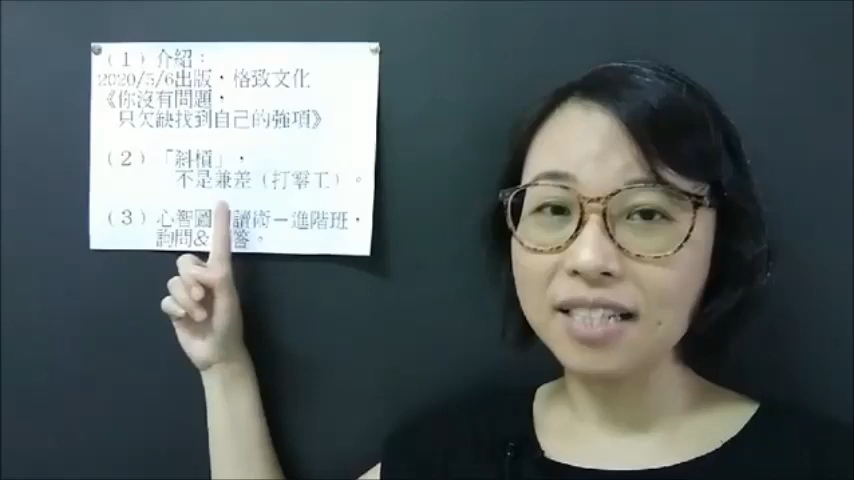 （1）介紹：
2020/5/6出版，格致文化
《你沒有問題，
只欠缺找到自己的強項》
（2）「斜槓」，
不是兼差（打零工）。
（3）心智圖 讀術－進階班，
詢問& 答。